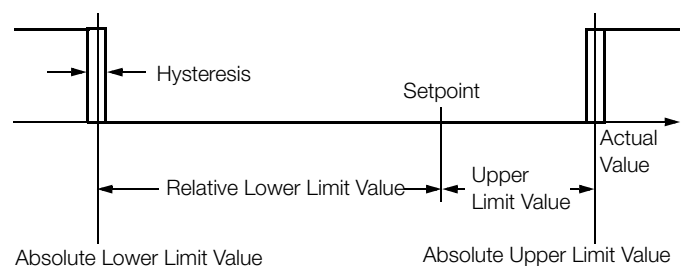 Hysteresis
Setpoint
Actual
Value
Relative Lower Limit Value
Upper
Limit Value
Absolute Lower Limit Value
Absolute Upper Limit Value